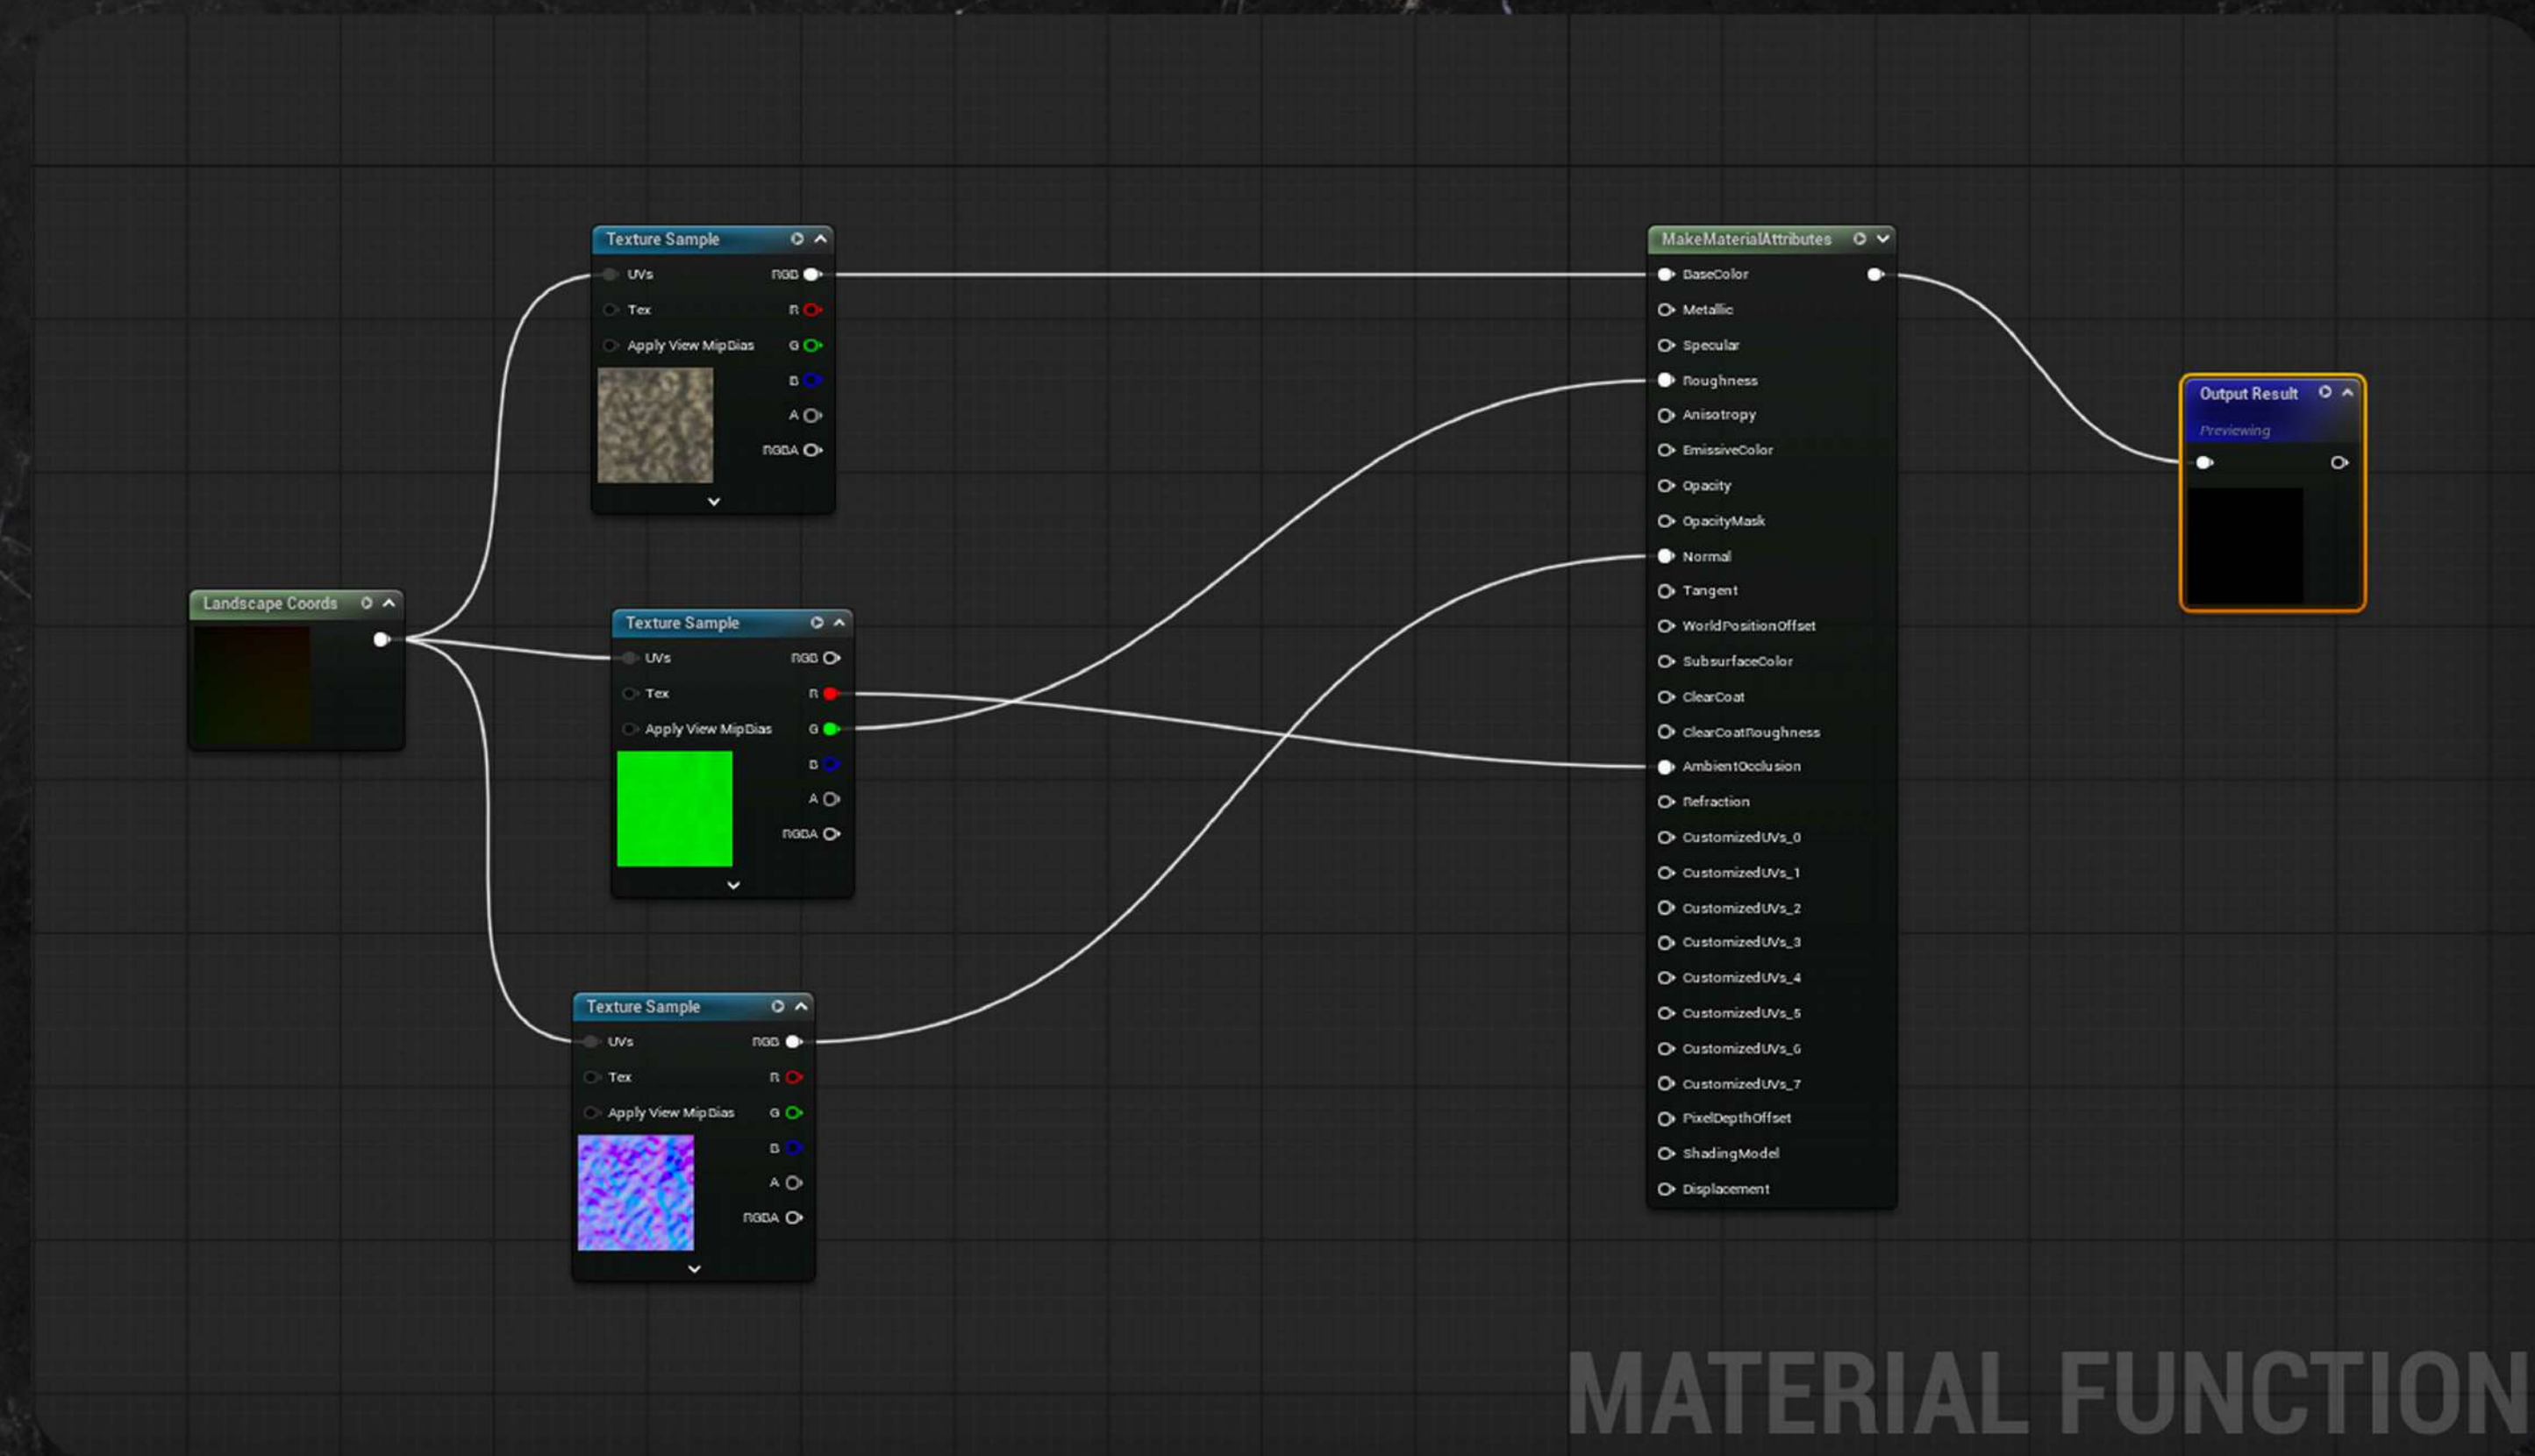 Texture Sample
UVs RGB
Tex R
Apply View MipBias G
B
A
RGBA
Landscape Coords
Texture Sample
UVs RGB
Tex R
Apply View MipBias G
B
A
RGBA
Texture Sample
UVs RGB
Tex R
Apply View MipBias G
B
A
RGBA
MakeMaterialAttributes
BaseColor
Metallic
Specular
Roughness
Anisotropy
EmissiveColor
Opacity
OpacityMask
Normal
Tangent
WorldPositionOffset
SubsurfaceColor
ClearCoat
ClearCoatRoughness
AmbientOcclusion
Refraction
CustomizedUVs_0
CustomizedUVs_1
CustomizedUVs_2
CustomizedUVs_3
CustomizedUVs_4
CustomizedUVs_5
CustomizedUVs_6
CustomizedUVs_7
PixelDepthOffset
ShadingModel
Displacement
Output Result
Previewing
MATERIAL FUNCTION